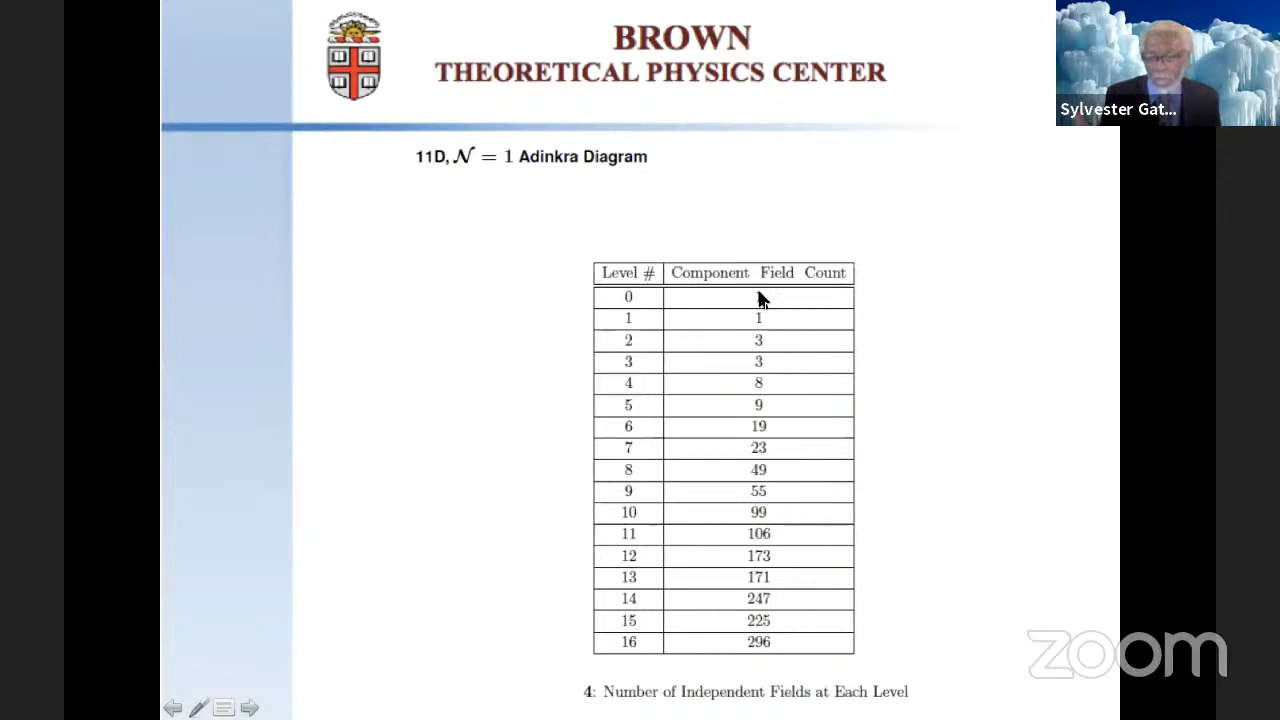 BROWN
THEORETICAL PHYSICS CENTER
Sylvester Gat...
11D, 𝒩 = 1 Adinkra Diagram
Level # Component Field Count
0
1 1
2 3
3 3
4 8
5 9
6 19
7 23
8 49
9 55
10 99
11 106
12 173
13 171
14 247
15 225
16 296
zoom
4: Number of Independent Fields at Each Level